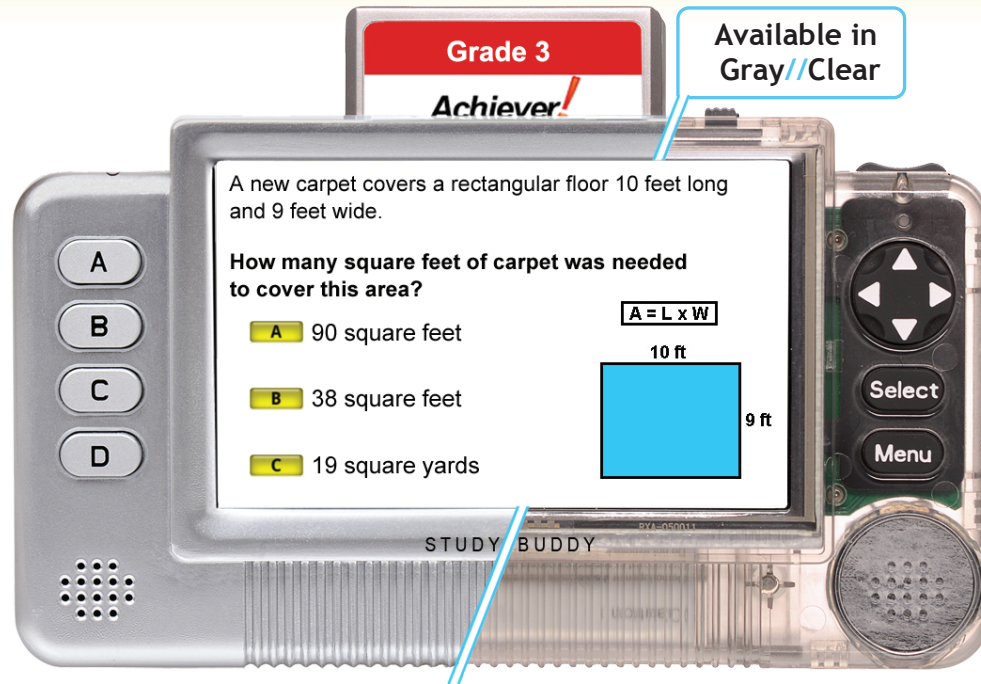 Grade 3
Achiever!
Available in
Gray//Clear
A new carpet covers a rectangular floor 10 feet long
and 9 feet wide.
How many square feet of carpet was needed
to cover this area?
A 90 square feet
B 38 square feet
C 19 square yards
A = L x W
10 ft
9 ft
A
B
C
D
Select
Menu
RXA-050011
STUDY BUDDY